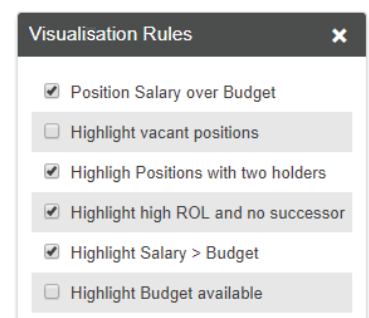 Visualisation Rules
Position Salary over Budget
Highlight vacant positions
Highligh Positions with two holders
Highlight high ROL and no successor
Highlight Salary > Budget
Highlight Budget available